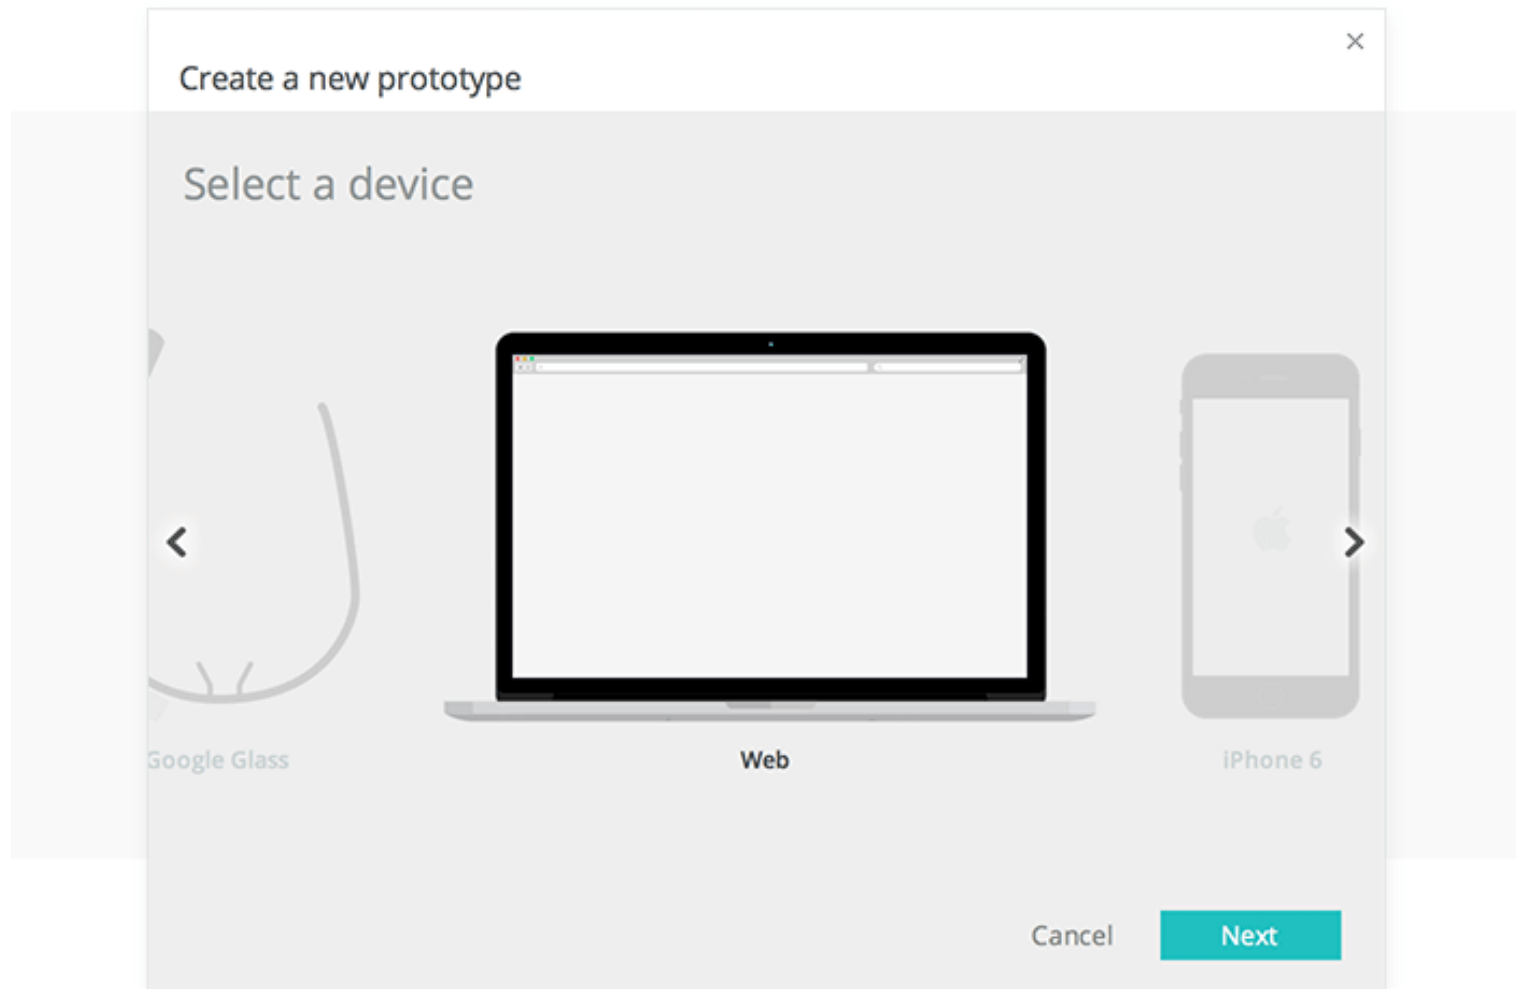 Create a new prototype
Select a device
Google Glass
Web
iPhone 6
Cancel
Next